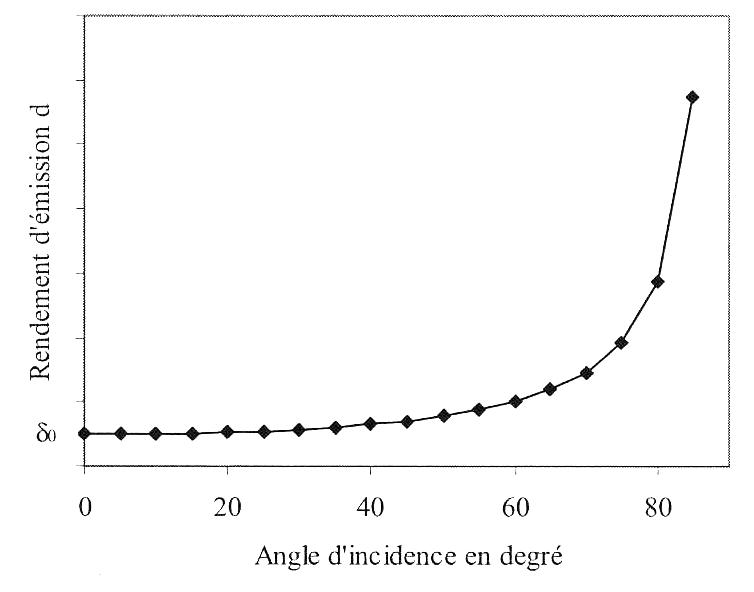 Rendement d'émission d
δ0
0 20 40 60 80
Angle d'incidence en degré